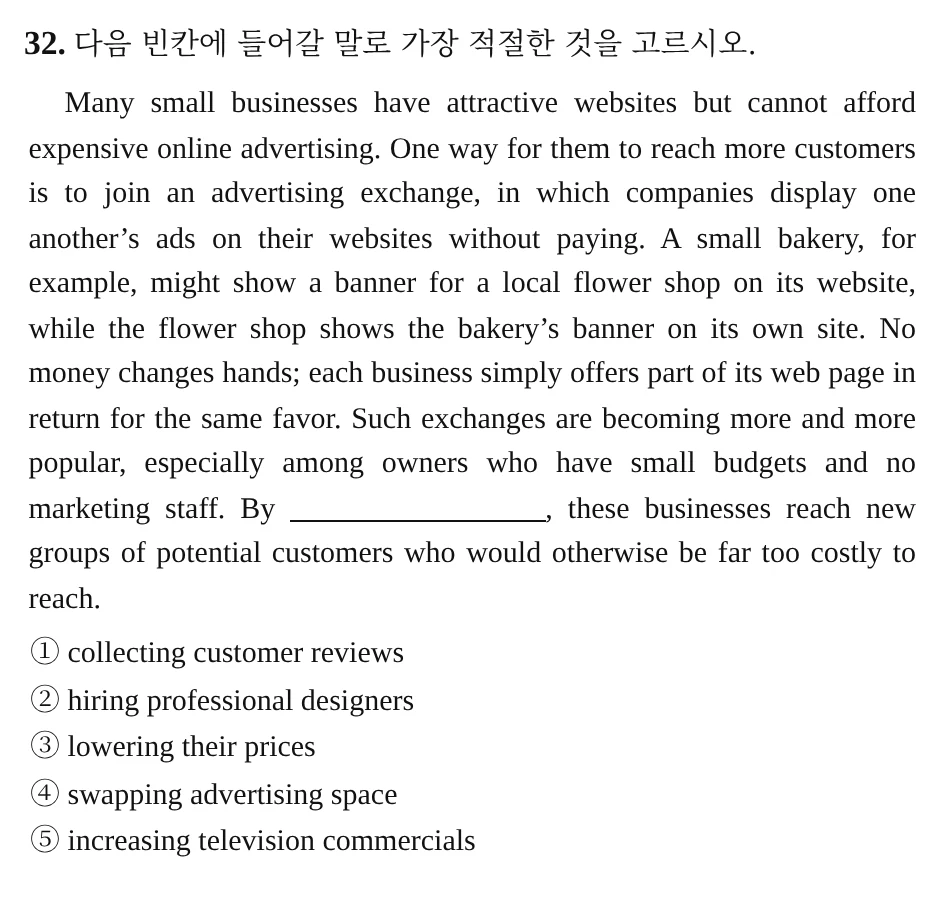 32. 다음 빈칸에 들어갈 말로 가장 적절한 것을 고르시오.
Many small businesses have attractive websites but cannot afford
expensive online advertising. One way for them to reach more customers
is to join an advertising exchange, in which companies display one
another’s ads on their websites without paying. A small bakery, for
example, might show a banner for a local flower shop on its website,
while the flower shop shows the bakery’s banner on its own site. No
money changes hands; each business simply offers part of its web page in
return for the same favor. Such exchanges are becoming more and more
popular, especially among owners who have small budgets and no
marketing staff. By ________________, these businesses reach new
groups of potential customers who would otherwise be far too costly to
reach.
① collecting customer reviews
② hiring professional designers
③ lowering their prices
④ swapping advertising space
⑤ increasing television commercials